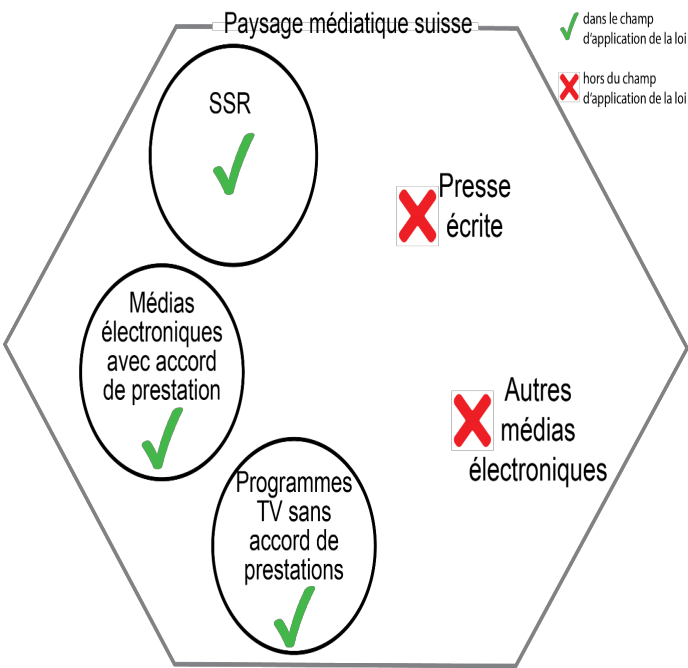 Paysage médiatique suisse
dans le champ
d'application de la loi
hors du champ
d'application de la loi
SSR
Presse
écrite
Médias
électroniques
avec accord
de prestation
Autres
médias
électroniques
Programmes
TV sans
accord de
prestations